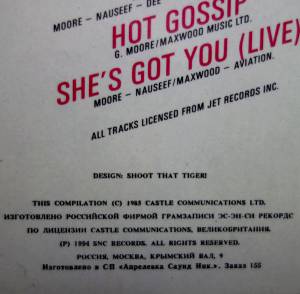 MOORE – NAUSEEF – DEE
HOT GOSSIP
G. MOORE/MAXWOOD MUSIC LTD.
SHE'S GOT YOU (LIVE)
MOORE – NAUSEEF/MAXWOOD – AVIATION.
ALL TRACKS LICENSED FROM JET RECORDS INC.
DESIGN: SHOOT THAT TIGER!
THIS COMPILATION (C) 1985 CASTLE COMMUNICATIONS LTD.
ИЗГОТОВЛЕНО РОССИЙСКОЙ ФИРМОЙ ГРАМЗАПИСИ ЭС-ЭН-СИ РЕКОРДС
ПО ЛИЦЕНЗИИ CASTLE COMMUNICATIONS, ВЕЛИКОБРИТАНИЯ.
(P) 1994 SNC RECORDS. ALL RIGHTS RESERVED.
РОССИЯ, МОСКВА, КРЫМСКИЙ ВАЛ, 9
Изготовлено в СП «Апрелевка Саунд Инк.». Заказ 155